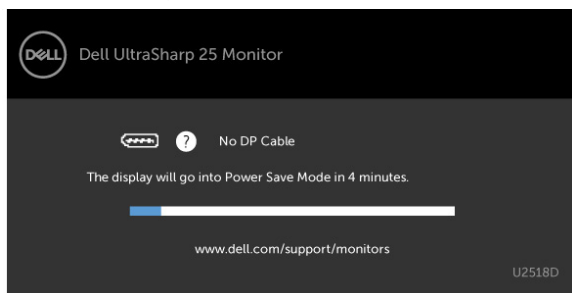 DELL
Dell UltraSharp 25 Monitor
? No DP Cable
The display will go into Power Save Mode in 4 minutes.
www.dell.com/support/monitors
U2518D